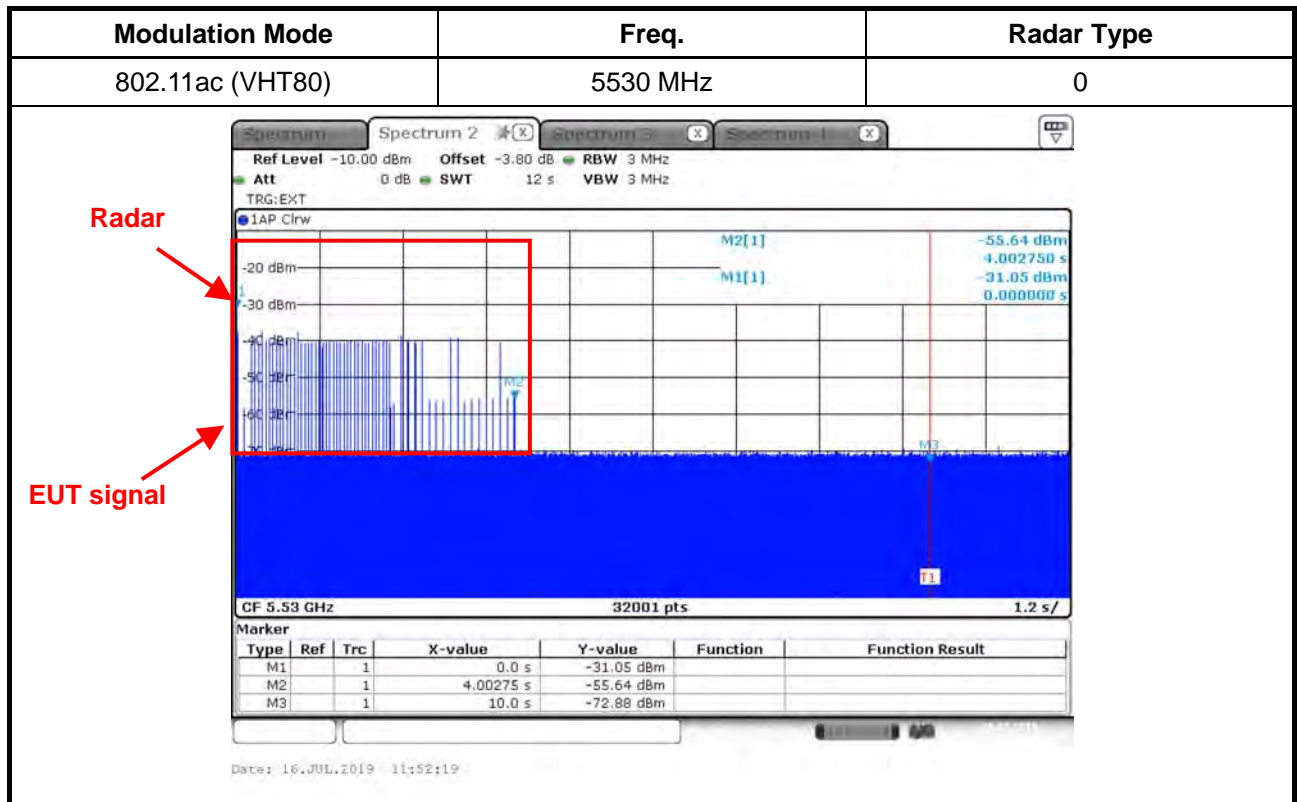 Modulation Mode Freq. Radar Type
802.11ac (VHT80) 5530 MHz 0
Spectrum Spectrum 2 X Spectrum 3 X X
Ref Level -10.00 dBm Offset -3.80 dB RBW 3 MHz
Att 0 dB SWT 12 s VBW 3 MHz
TRG:EXT
1AP Clrw
Radar
M2[1] -55.64 dBm
4.002750 s
M1[1] -31.05 dBm
0.000000 s
-20 dBm
-30 dBm
-40 dBm
M2
M3
EUT signal
T1
CF 5.53 GHz 32001 pts 1.2 s/
Marker
Type Ref Trc X-value Y-value Function Function Result
M1 1 0.0 s -31.05 dBm
M2 1 4.00275 s -55.64 dBm
M3 1 10.0 s -72.88 dBm
Date: 16.JUL.2019 11:52:19